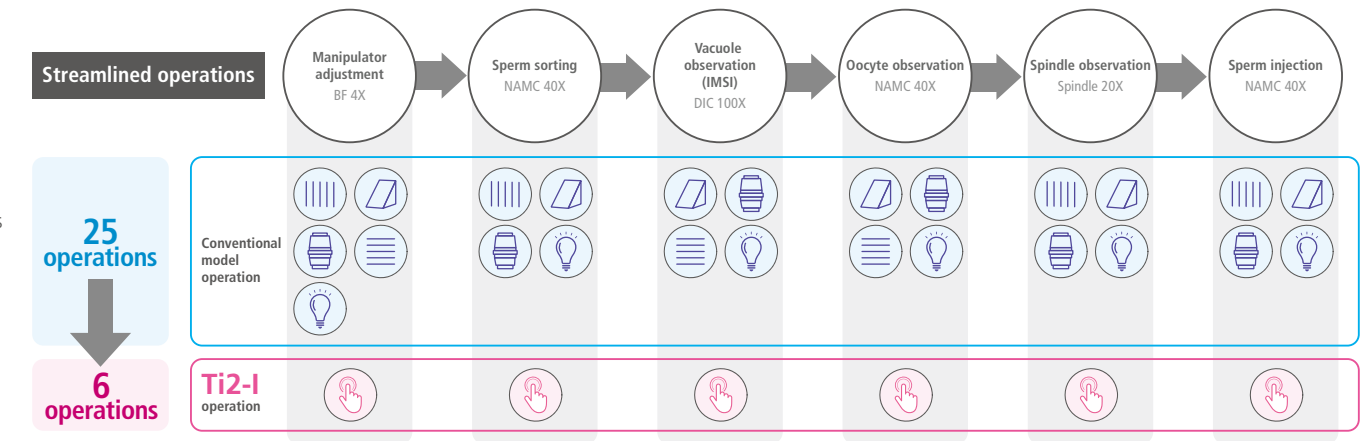 Streamlined operations
Manipulator
adjustment
BF 4X
Sperm sorting
NAMC 40X
Vacuole
observation
(IMSI)
DIC 100X
Oocyte observation
NAMC 40X
Spindle observation
Spindle 20X
Sperm injection
NAMC 40X
s
25
operations
Conventional
model
operation
6
operations
Ti2-I
operation